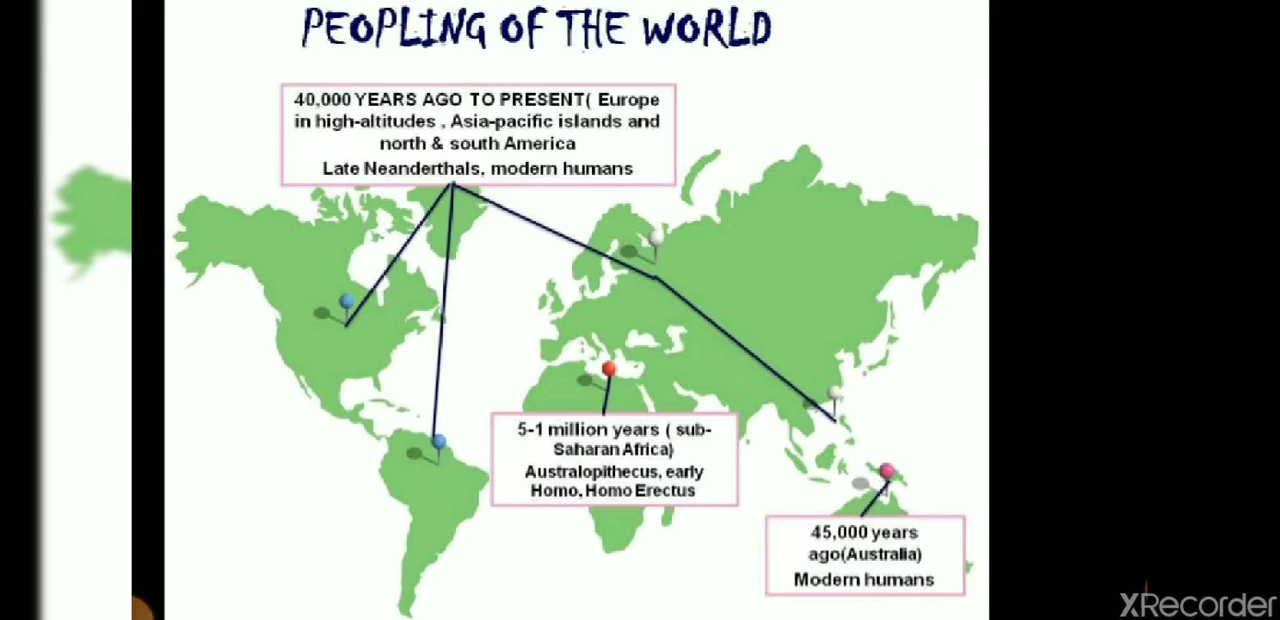 PEOPLING OF THE WORLD
40,000 YEARS AGO TO PRESENT( Europe
in high-altitudes , Asia-pacific islands and
north & south America
Late Neanderthals, modern humans
5-1 million years ( sub-
Saharan Africa)
Australopithecus, early
Homo, Homo Erectus
45,000 years
ago(Australia)
Modern humans
XRecorder